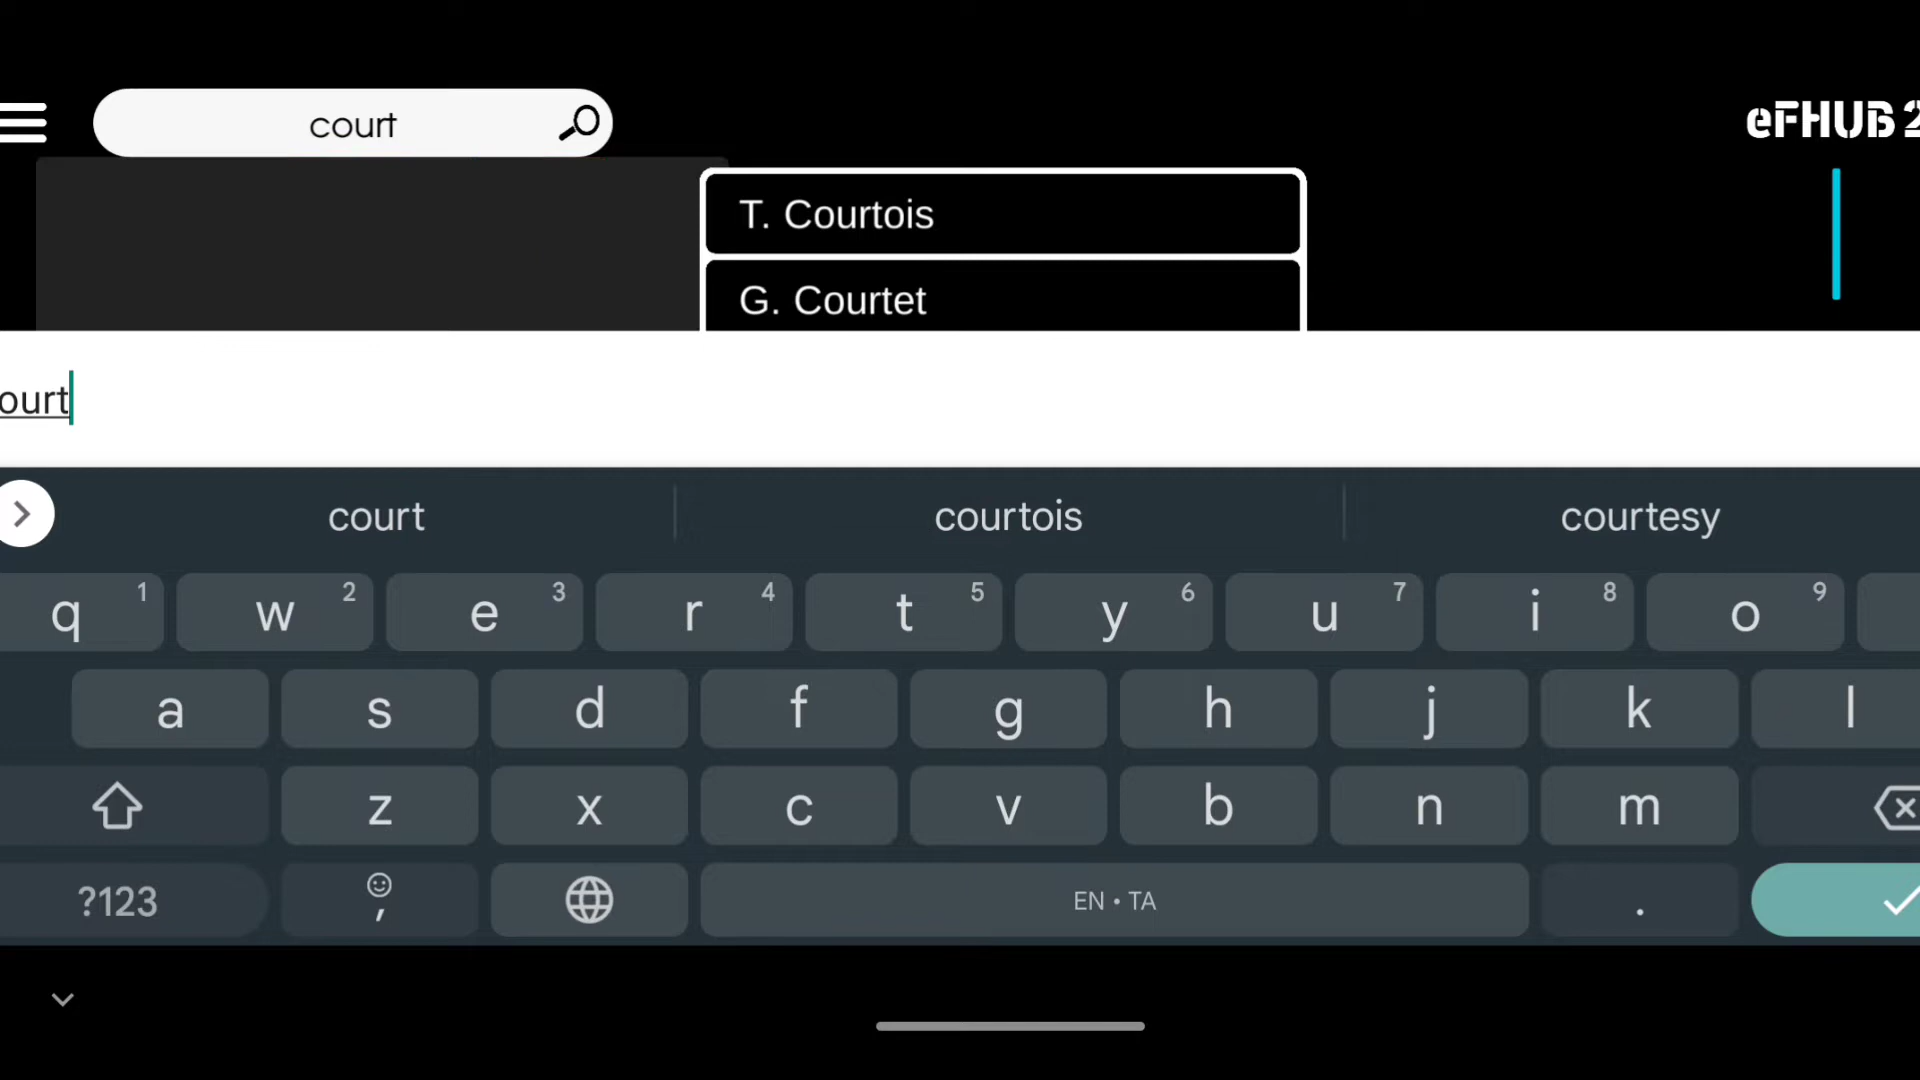 court
eFHUB 2
T. Courtois
G. Courtet
ourt
court courtois courtesy
q 1 w 2 e 3 r 4 t 5 y 6 u 7 i 8 o 9
a s d f g h j k l
z x c v b n m
?123 , EN • TA .